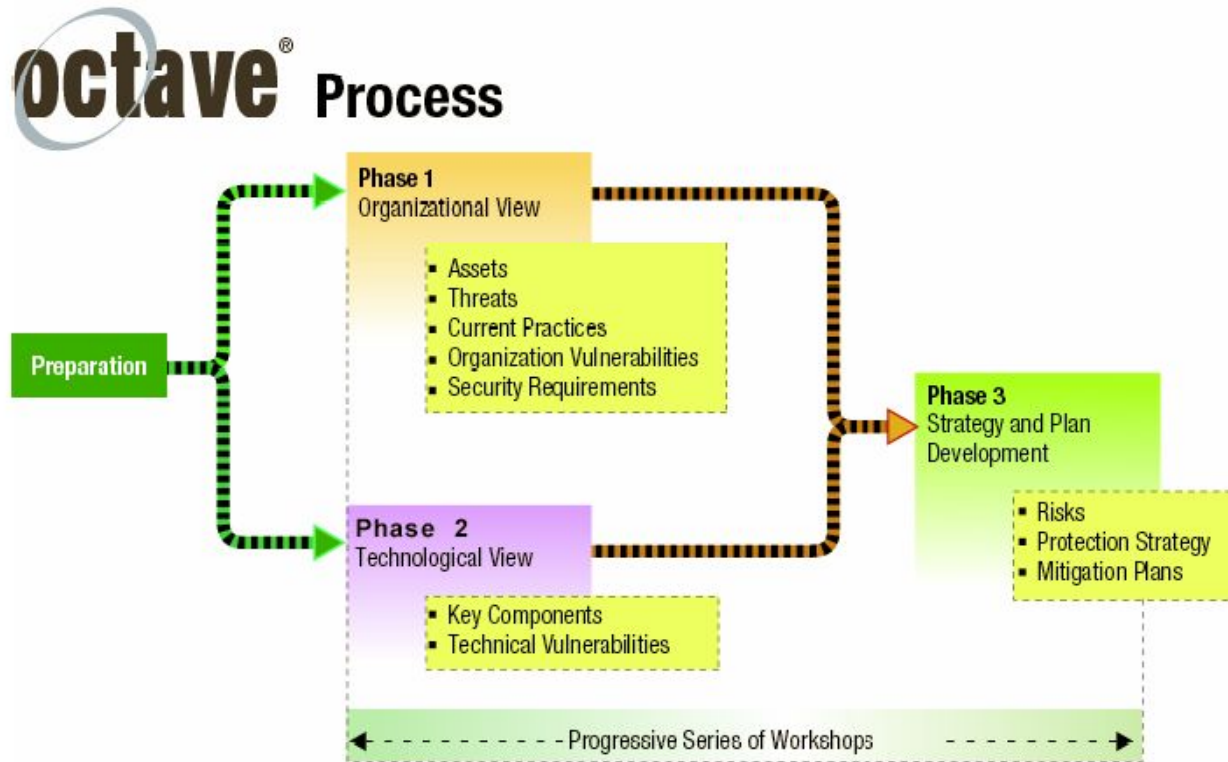 octave® Process
Phase 1
Organizational View
▪ Assets
▪ Threats
▪ Current Practices
▪ Organization Vulnerabilities
▪ Security Requirements
Preparation
Phase 3
Strategy and Plan
Development
▪ Risks
▪ Protection Strategy
▪ Mitigation Plans
Phase 2
Technological View
▪ Key Components
▪ Technical Vulnerabilities
Progressive Series of Workshops